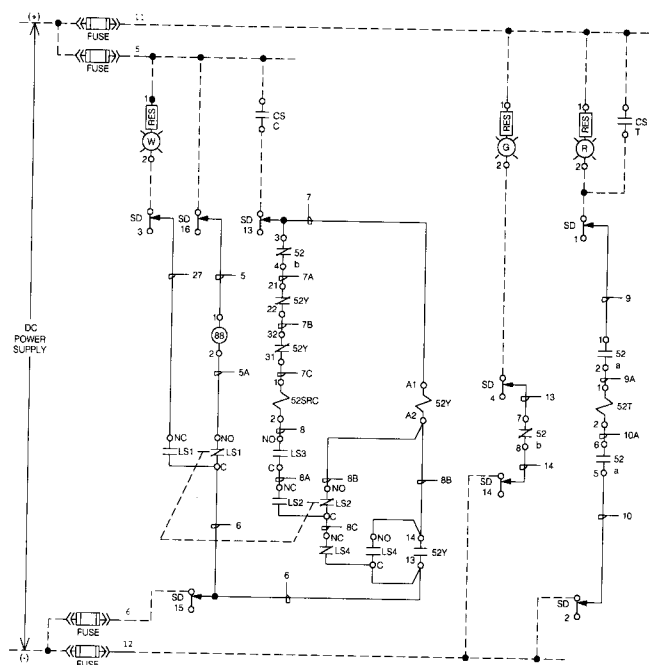 (+)
11
FUSE
5
FUSE
1
RES
W
2
CS
C
1
RES
G
2
1
RES
R
2
CS
T
7
SD
3
SD
16
SD
13
SD
1
3
52
4
b
27
5
7A
21
52Y
22
7B
9
1
88
2
32
52Y
31
DC
POWER
SUPPLY
1
52
a
5A
7C
1
A1
SD
4
13
9A
1
52SRC
52Y
52T
2
A2
7
52
8
b
2
8
10A
6
52
5
a
NC
LS1
NO
LS1
C
NO
LS3
C
14
8A
NC
LS2
8B
NO
LS2
C
8B
SD
14
6
8C
NC
LS4
NO
LS4
C
14
52Y
13
10
6
SD
15
6
FUSE
SD
2
12
(-)
FUSE